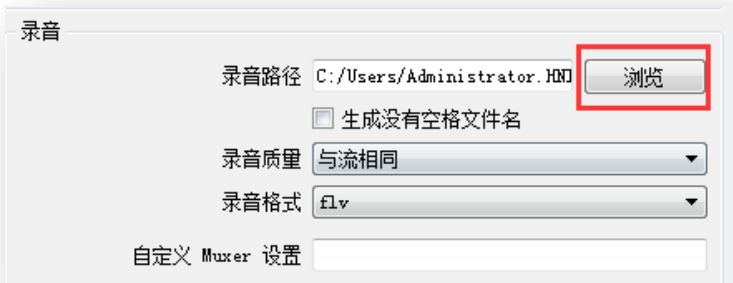 录音
录音路径 C:/Users/Administrator.HND 浏览
生成没有空格文件名
录音质量 与流相同
录音格式 flv
自定义 Muxer 设置